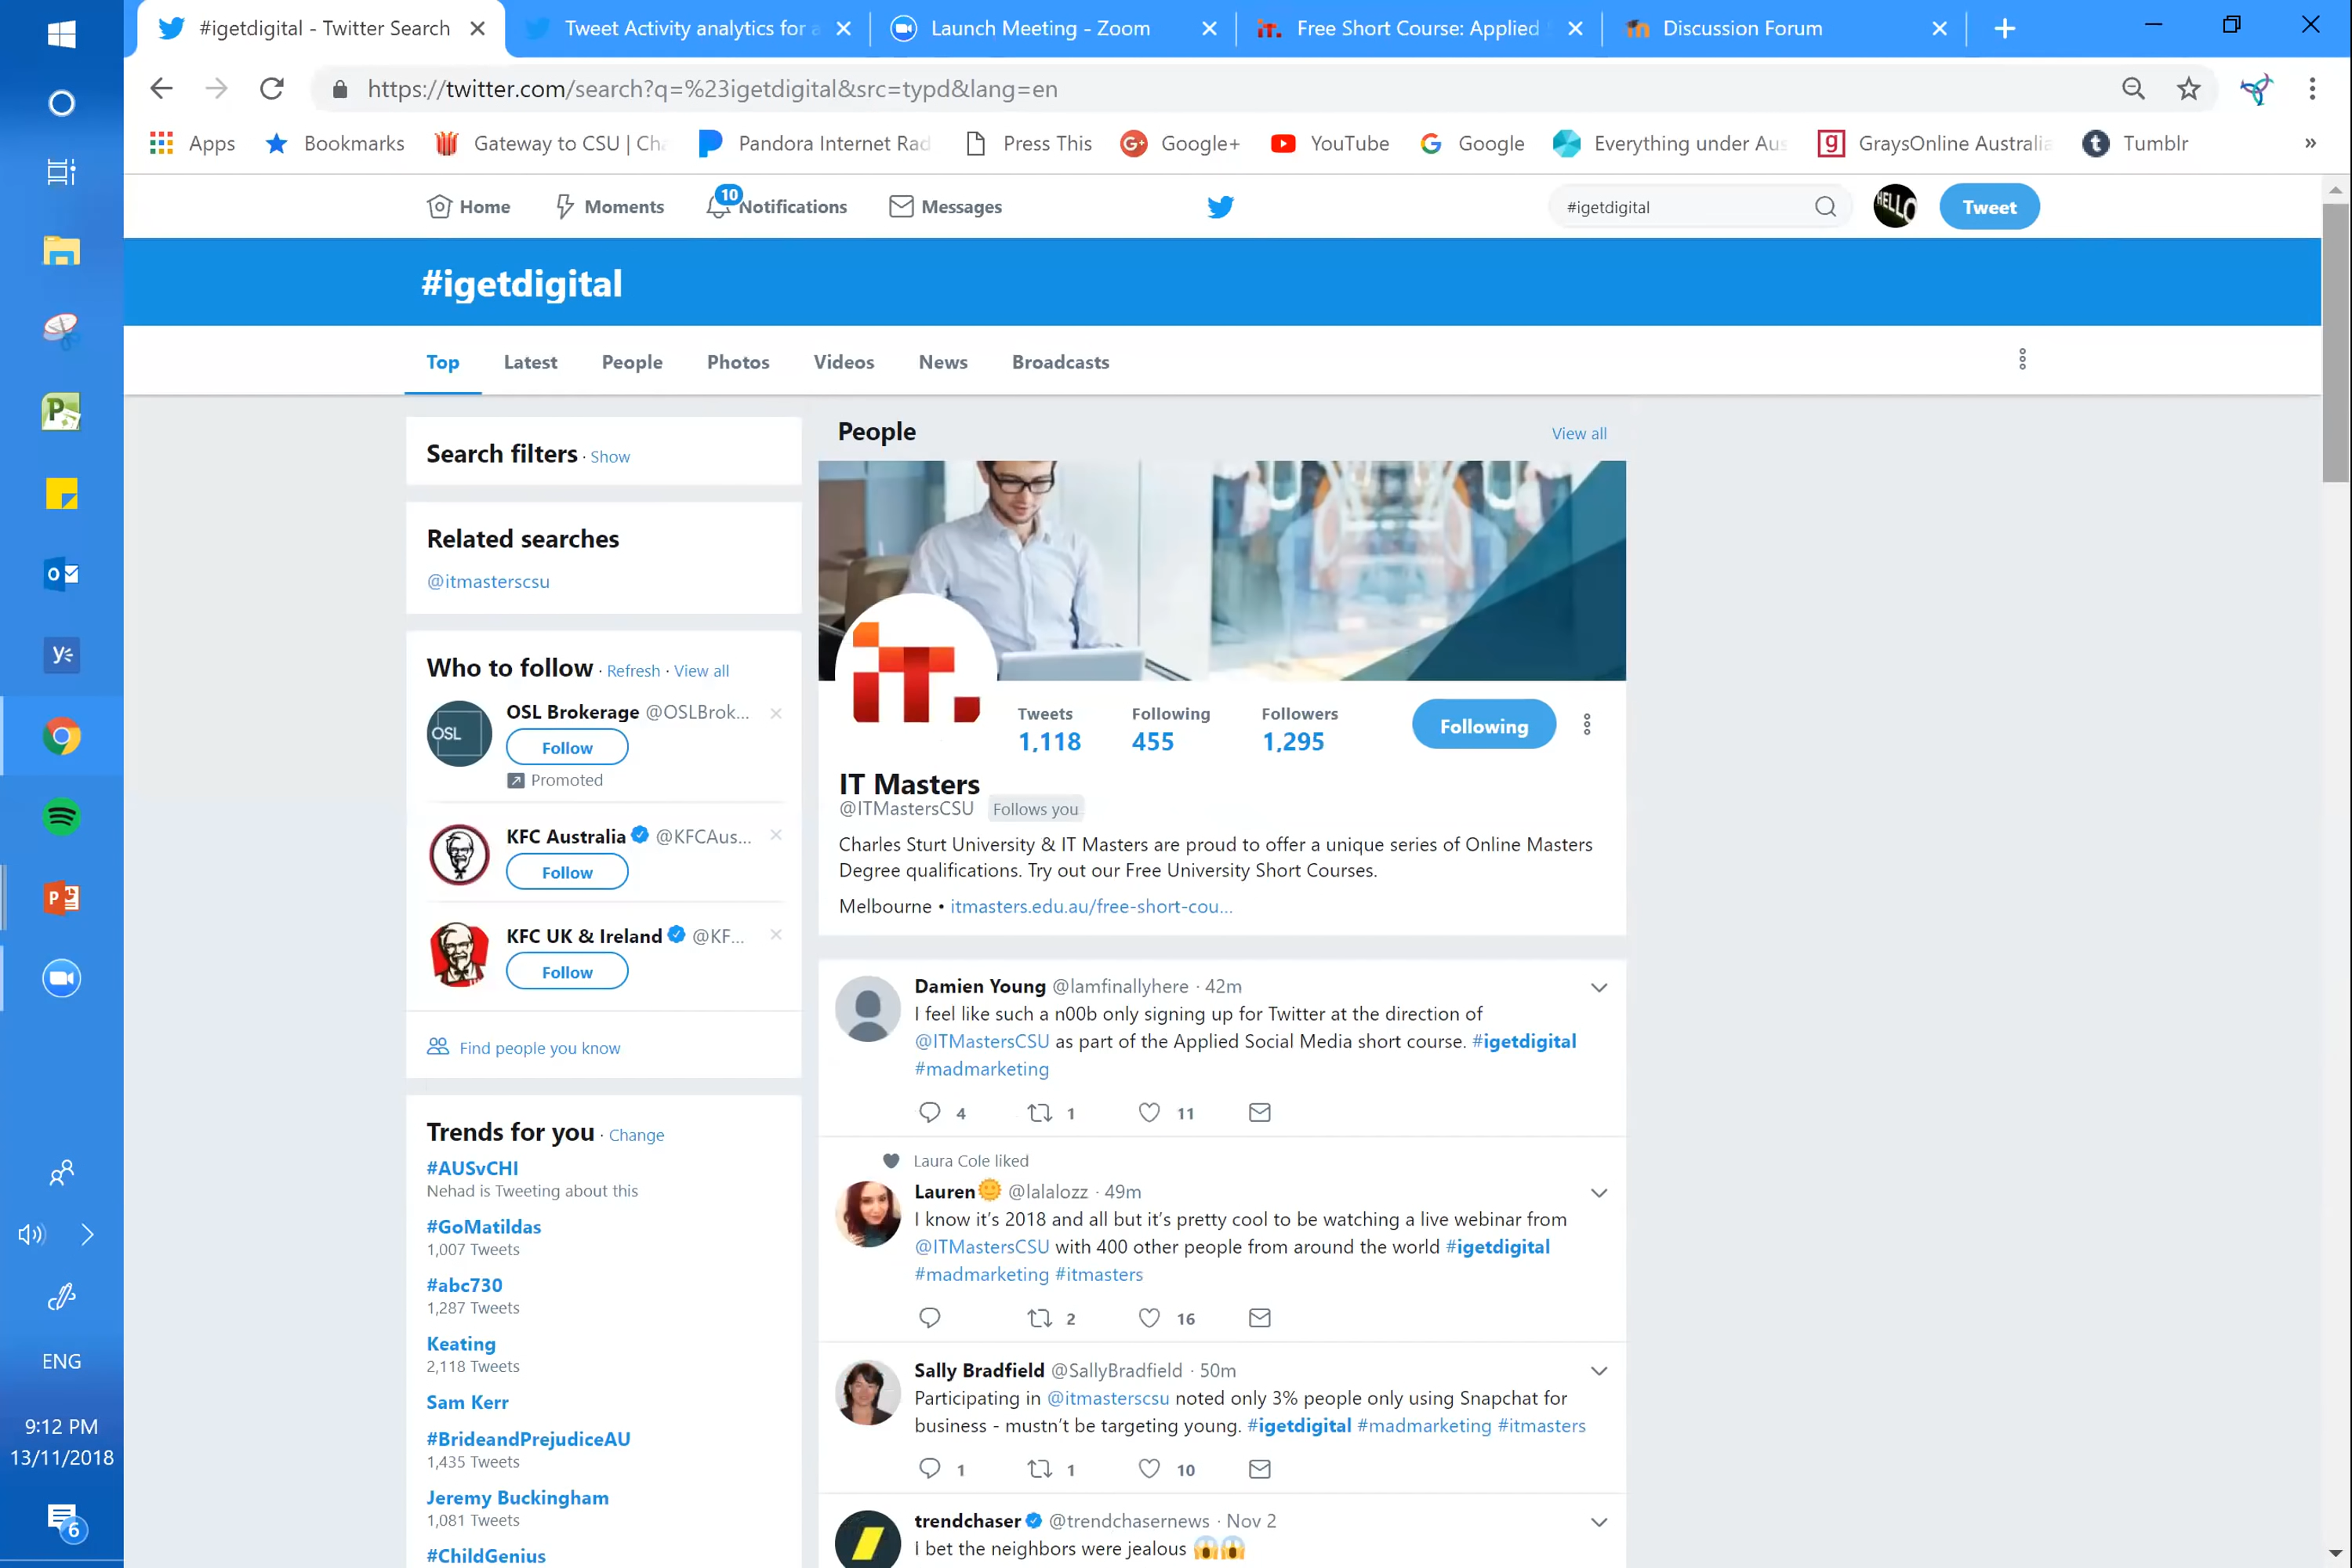 #igetdigital - Twitter Search
Tweet Activity analytics for a
Launch Meeting - Zoom
Free Short Course: Applied
Discussion Forum
https://twitter.com/search?q=%23igetdigital&src=typd&lang=en
Apps
Bookmarks
Gateway to CSU | Cha
Pandora Internet Rad
Press This
Google+
YouTube
Google
Everything under Aus
GraysOnline Australia
Tumblr
»
Home
Moments
10
Notifications
Messages
#igetdigital
HELLO
Tweet
#igetdigital
Top
Latest
People
Photos
Videos
News
Broadcasts
Search filters · Show
Related searches
@itmasterscsu
Who to follow · Refresh · View all
OSL
OSL Brokerage @OSLBrok...
Follow
Promoted
KFC Australia @KFCAus...
Follow
KFC UK & Ireland @KF...
Follow
Find people you know
Trends for you · Change
#AUSvCHI
Nehad is Tweeting about this
#GoMatildas
1,007 Tweets
#abc730
1,287 Tweets
Keating
2,118 Tweets
Sam Kerr
#BrideandPrejudiceAU
1,435 Tweets
Jeremy Buckingham
1,081 Tweets
#ChildGenius
People
View all
iT.
Tweets
1,118
Following
455
Followers
1,295
Following
IT Masters
@ITMastersCSU Follows you
Charles Sturt University & IT Masters are proud to offer a unique series of Online Masters
Degree qualifications. Try out our Free University Short Courses.
Melbourne • itmasters.edu.au/free-short-cou...
Damien Young @Iamfinallyhere · 42m
I feel like such a n00b only signing up for Twitter at the direction of
@ITMastersCSU as part of the Applied Social Media short course. #igetdigital
#madmarketing
4 1 11
Laura Cole liked
Lauren🌞 @lalalozz · 49m
I know it's 2018 and all but it's pretty cool to be watching a live webinar from
@ITMastersCSU with 400 other people from around the world #igetdigital
#madmarketing #itmasters
2 16
Sally Bradfield @SallyBradfield · 50m
Participating in @itmasterscsu noted only 3% people only using Snapchat for
business - mustn't be targeting young. #igetdigital #madmarketing #itmasters
1 1 10
trendchaser @trendchasernews · Nov 2
I bet the neighbors were jealous 😱😱
ENG
9:12 PM
13/11/2018
6